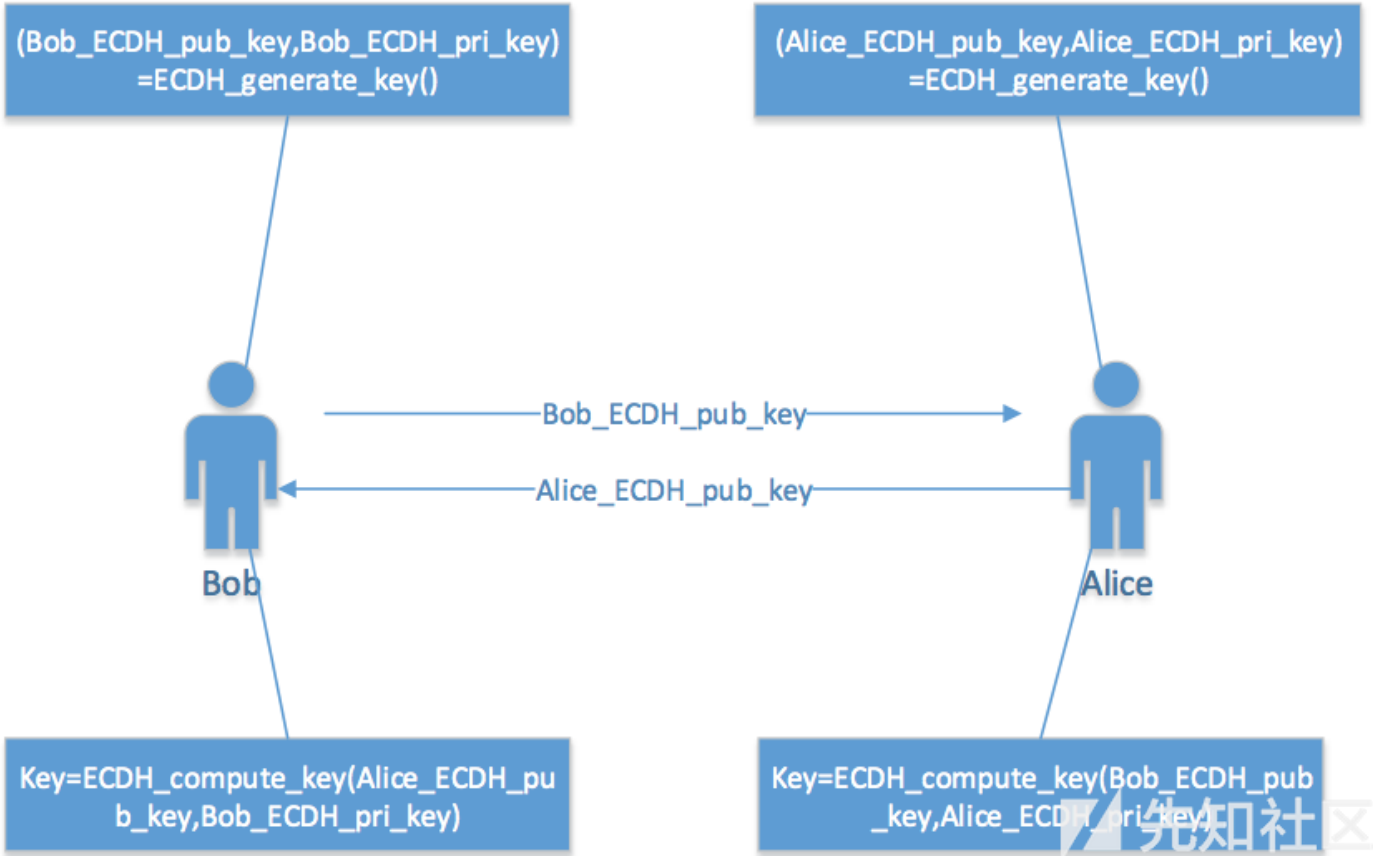 (Bob_ECDH_pub_key,Bob_ECDH_pri_key)
=ECDH_generate_key()
(Alice_ECDH_pub_key,Alice_ECDH_pri_key)
=ECDH_generate_key()
Bob_ECDH_pub_key
Alice_ECDH_pub_key
Bob
Alice
Key=ECDH_compute_key(Alice_ECDH_pu
b_key,Bob_ECDH_pri_key)
Key=ECDH_compute_key(Bob_ECDH_pub
_key,Alice_ECDH_pri_key)
先知社区